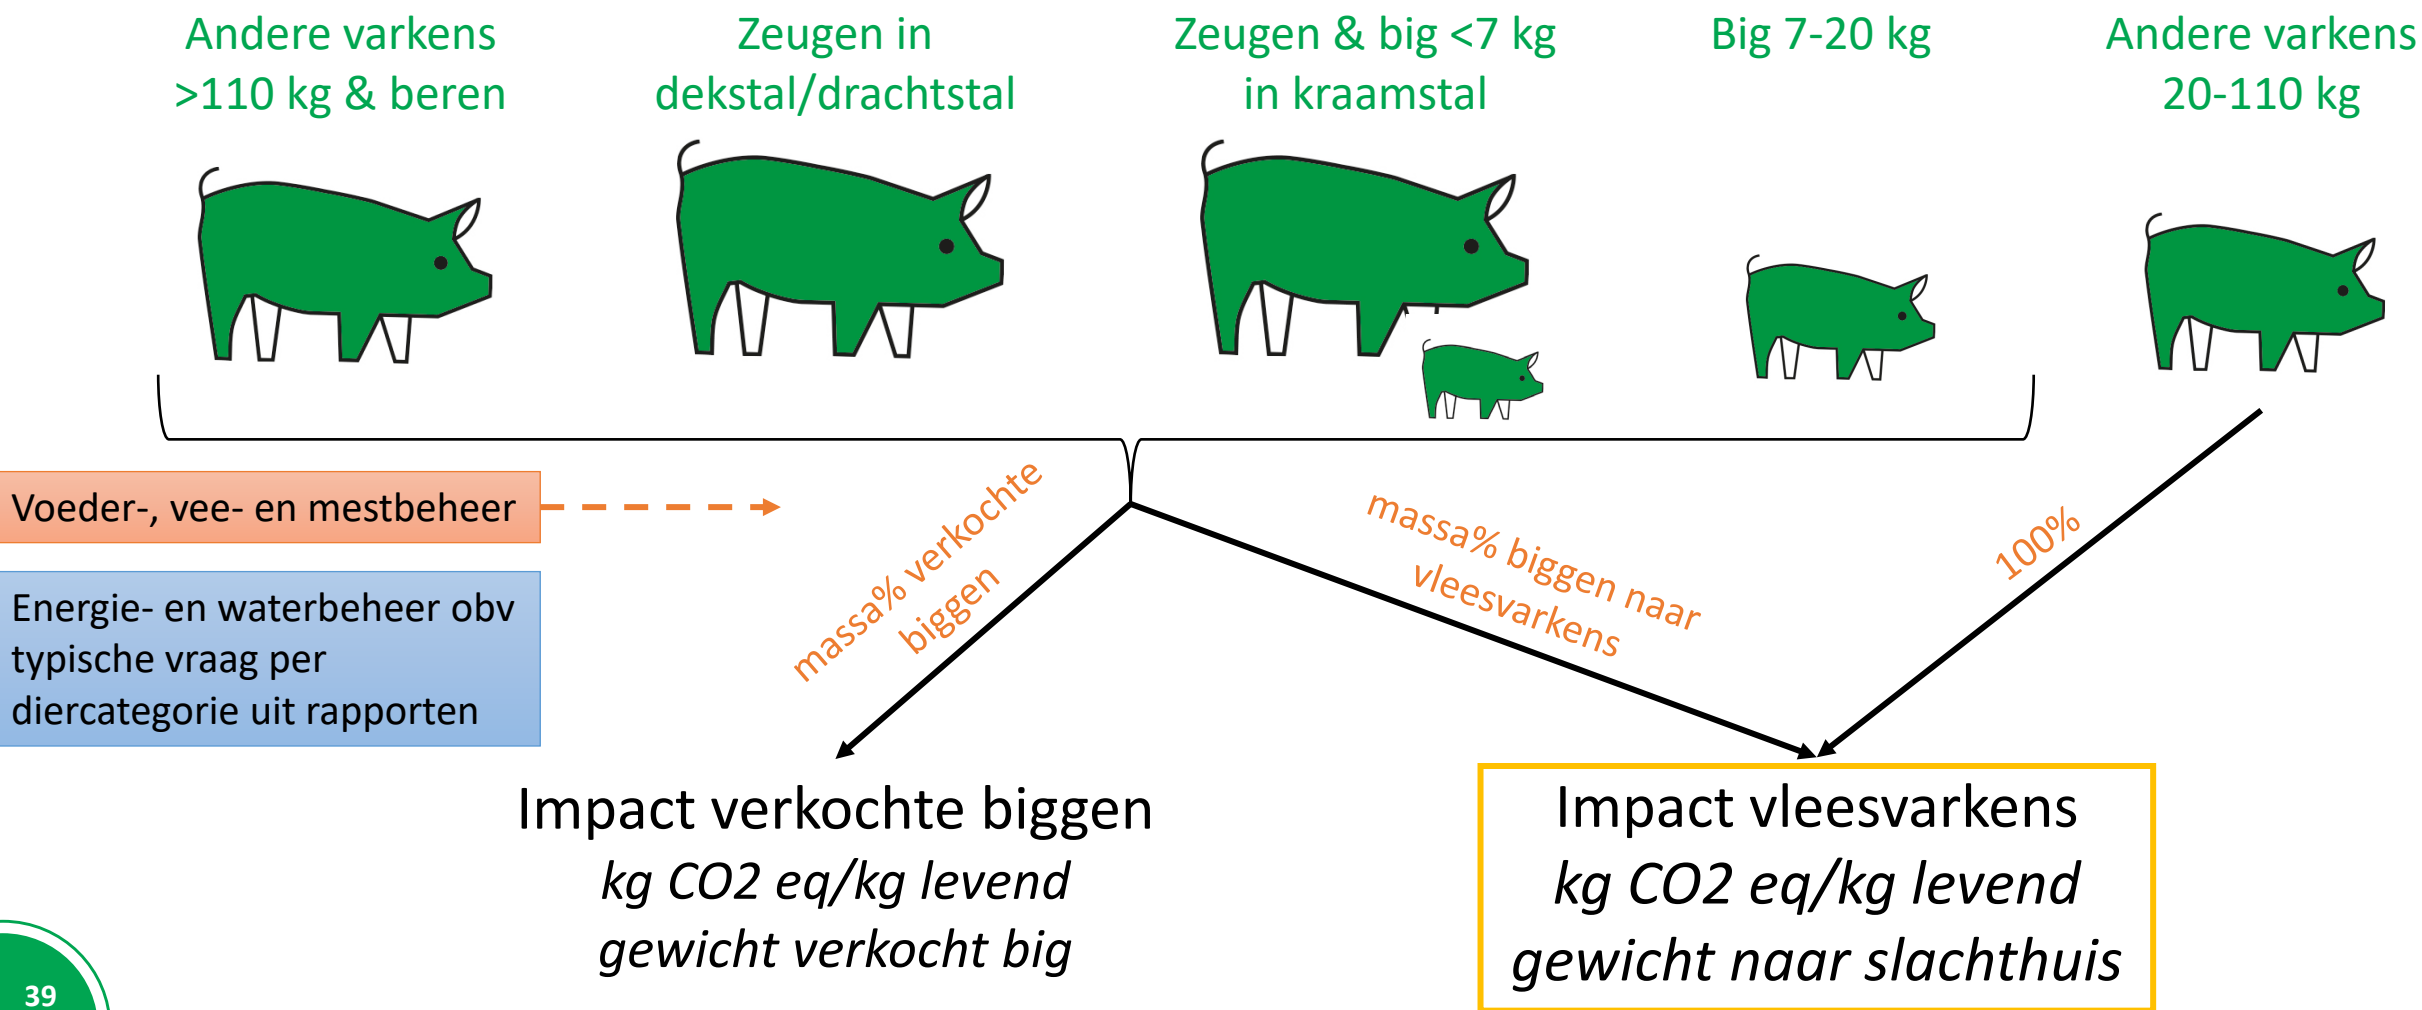 Andere varkens
>110 kg & beren
Zeugen in
dekstal/drachtstal
Zeugen & big <7 kg
in kraamstal
Big 7-20 kg
Andere varkens
20-110 kg
Voeder-, vee- en mestbeheer
Energie- en waterbeheer obv
typische vraag per
diercategorie uit rapporten
massa% verkochte
biggen
massa% biggen naar
vleesvarkens
100%
Impact verkochte biggen
kg CO2 eq/kg levend
gewicht verkocht big
Impact vleesvarkens
kg CO2 eq/kg levend
gewicht naar slachthuis
39